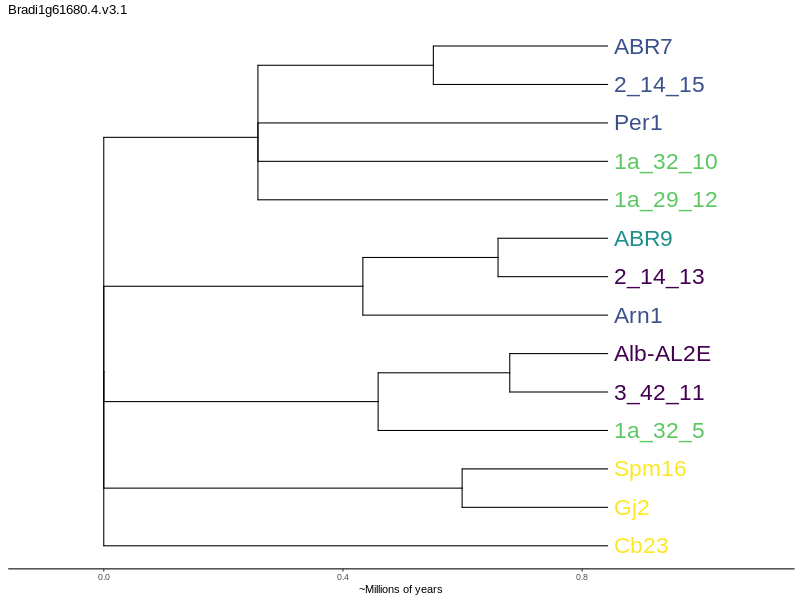 Bradi1g61680.4.v3.1
ABR7
2_14_15
Per1
1a_32_10
1a_29_12
ABR9
2_14_13
Arn1
Alb-AL2E
3_42_11
1a_32_5
Spm16
Gj2
Cb23
0.0 0.4 0.8
~Millions of years